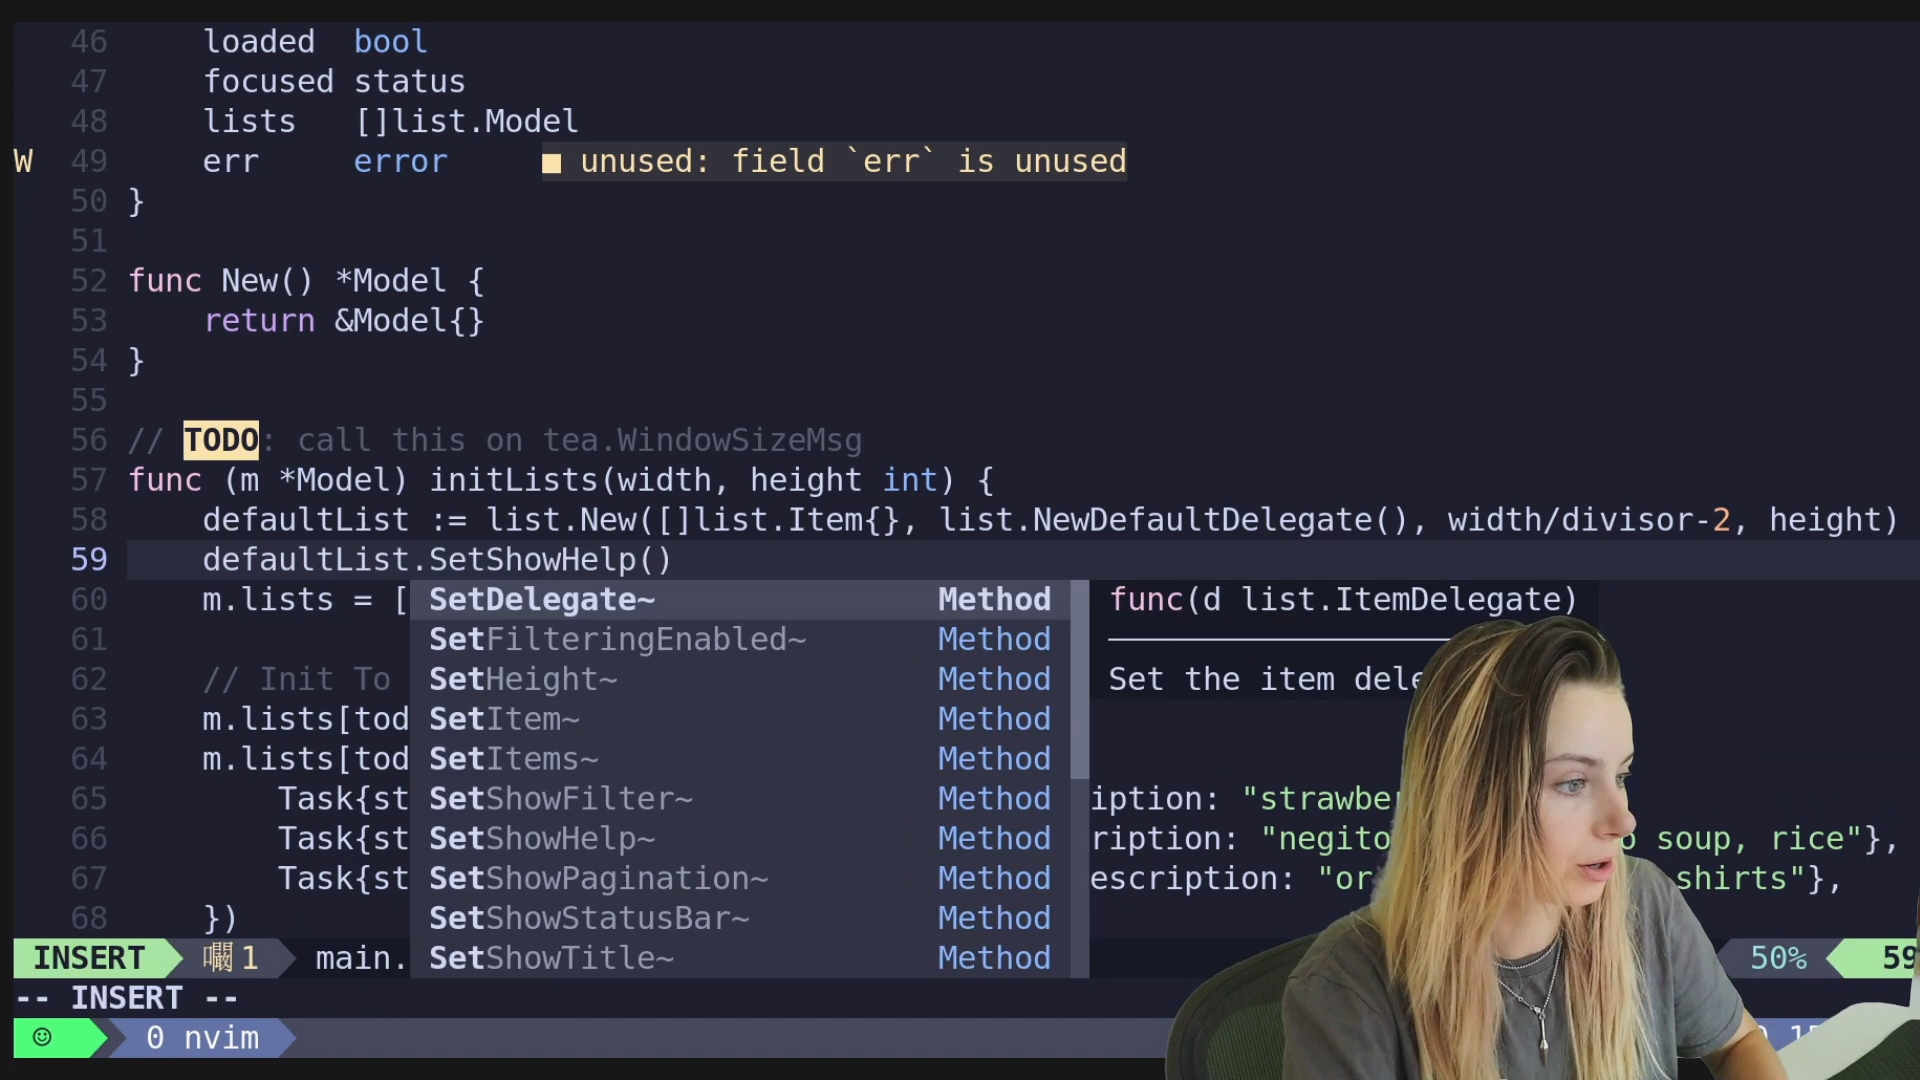 46 loaded bool
47 focused status
48 lists []list.Model
W 49 err error ■ unused: field `err` is unused
50 }
51
52 func New() *Model {
53 return &Model{}
54 }
55
56 // TODO: call this on tea.WindowSizeMsg
57 func (m *Model) initLists(width, height int) {
58 defaultList := list.New([]list.Item{}, list.NewDefaultDelegate(), width/divisor-2, height)
59 defaultList.SetShowHelp()
60 m.lists = [ SetDelegate~ Method func(d list.ItemDelegate)
61 SetFilteringEnabled~ Method
62 // Init To SetHeight~ Method Set the item
63 m.lists[tod SetItem~ Method
64 m.lists[tod SetItems~ Method
65 Task{st SetShowFilter~ Method iption: "strawber
66 Task{st SetShowHelp~ Method ription: "negito soup, rice"},
67 Task{st SetShowPagination~ Method escription: "or shirts"},
68 }) SetShowStatusBar~ Method
INSERT 1 main. SetShowTitle~ Method 50% 59
-- INSERT --
0 nvim